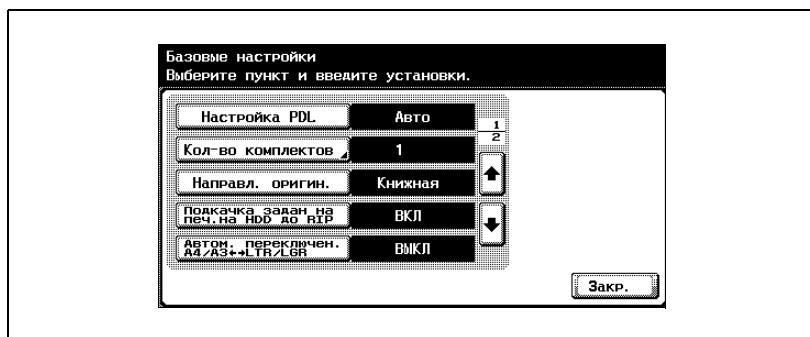 Базовые настройки
Выберите пункт и введите установки.
Настройка PDL
Авто
1
2
Кол-во комплектов
1
Направл. оригин.
Книжная
Подкачка задан на
печ.на HDD до RIP
ВКЛ
Автом. переключен.
A4/A3↔LTR/LGR
ВЫКЛ
Закр.